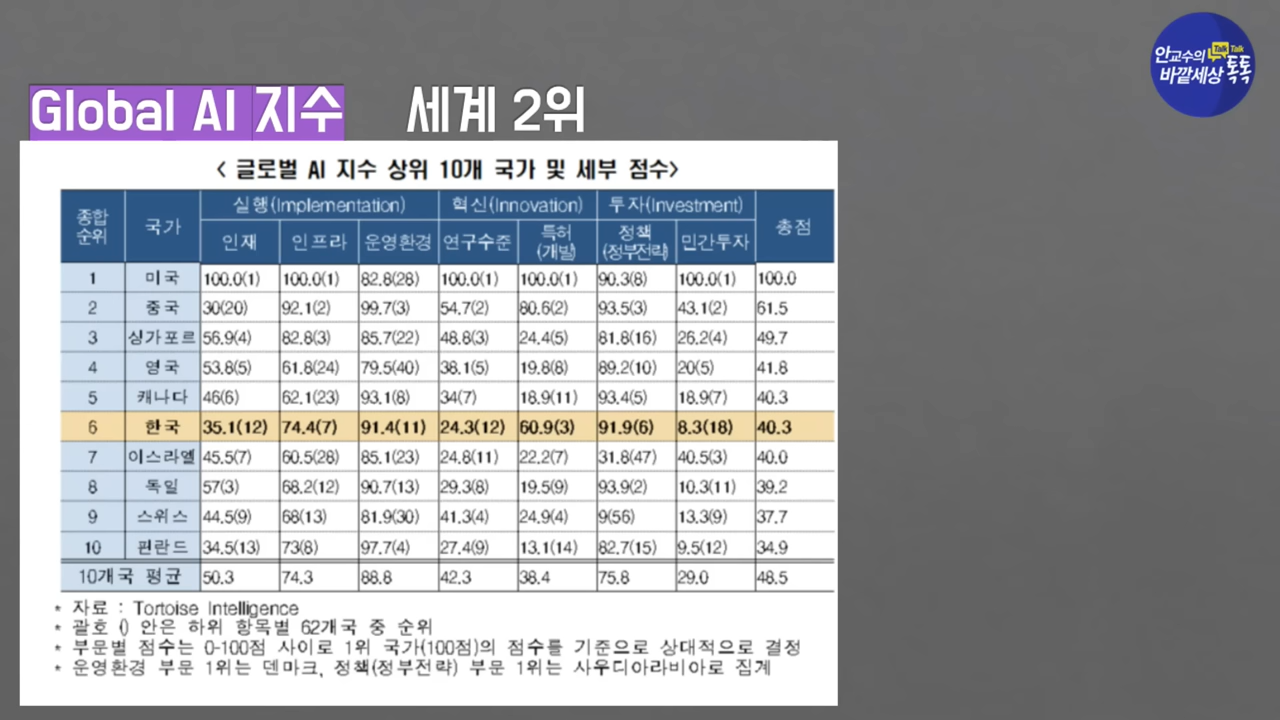 안교수의 Talk Talk
바깥세상 톡톡
Global AI 지수 세계 2위
< 글로벌 AI 지수 상위 10개 국가 및 세부 점수>
종합 순위 국가 실행(Implementation) 혁신(Innovation) 투자(Investment) 총점
인재 인프라 운영환경 연구수준 특허 (개발) 정책 (정부전략) 민간투자
1 미국 100.0(1) 100.0(1) 82.8(28) 100.0(1) 100.0(1) 90.3(8) 100.0(1) 100.0
2 중국 30(20) 92.1(2) 99.7(3) 54.7(2) 80.6(2) 93.5(3) 43.1(2) 61.5
3 싱가포르 56.9(4) 82.8(3) 85.7(22) 48.8(3) 24.4(5) 81.8(16) 26.2(4) 49.7
4 영국 53.8(5) 61.8(24) 79.5(40) 38.1(5) 19.8(8) 89.2(10) 20(5) 41.8
5 캐나다 46(6) 62.1(23) 93.1(8) 34(7) 18.9(11) 93.4(5) 18.9(7) 40.3
6 한국 35.1(12) 74.4(7) 91.4(11) 24.3(12) 60.9(3) 91.9(6) 8.3(18) 40.3
7 이스라엘 45.5(7) 60.5(28) 85.1(23) 24.8(11) 22.2(7) 31.8(47) 40.5(3) 40.0
8 독일 57(3) 68.2(12) 90.7(13) 29.3(8) 19.5(9) 93.9(2) 10.3(11) 39.2
9 스위스 44.5(9) 68(13) 81.9(30) 41.3(4) 24.9(4) 9(56) 13.3(9) 37.7
10 핀란드 34.5(13) 73(8) 97.7(4) 27.4(9) 13.1(14) 82.7(15) 9.5(12) 34.9
10개국 평균 50.3 74.3 88.8 42.3 38.4 75.8 29.0 48.5
* 자료 : Tortoise Intelligence
* 괄호 () 안은 하위 항목별 62개국 중 순위
* 부문별 점수는 0-100점 사이로 1위 국가(100점)의 점수를 기준으로 상대적으로 결정
* 운영환경 부문 1위는 덴마크, 정책(정부전략) 부문 1위는 사우디아라비아로 집계